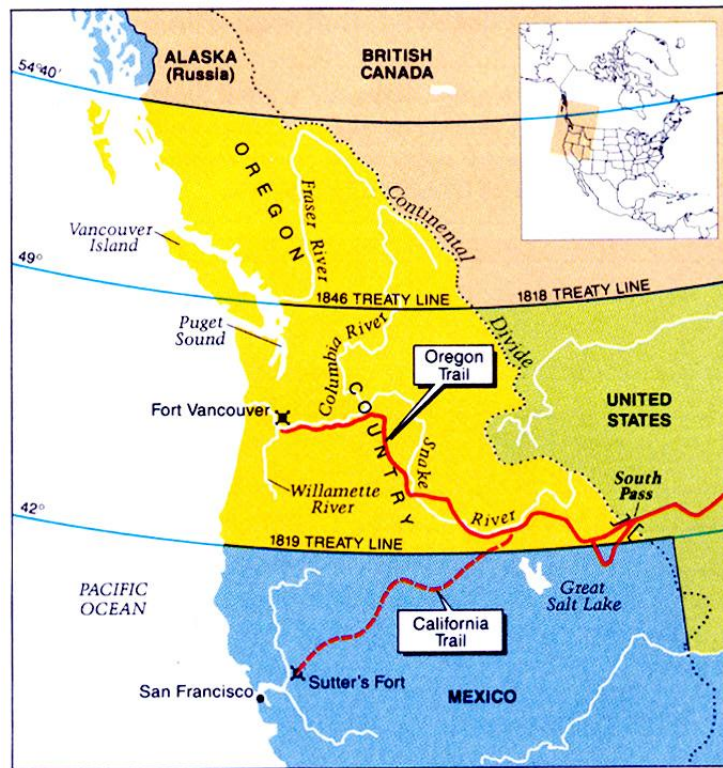 54°40'
ALASKA
(Russia)
BRITISH
CANADA
OREGON
Fraser River
Continental
Vancouver
Island
49°
1846 TREATY LINE
1818 TREATY LINE
Puget
Sound
Columbia River
Divide
Oregon
Trail
UNITED
STATES
Fort Vancouver
COUNTRY
Snake
South
Pass
Willamette
River
River
42°
1819 TREATY LINE
PACIFIC
OCEAN
Great
Salt Lake
California
Trail
Sutter's Fort
San Francisco
MEXICO